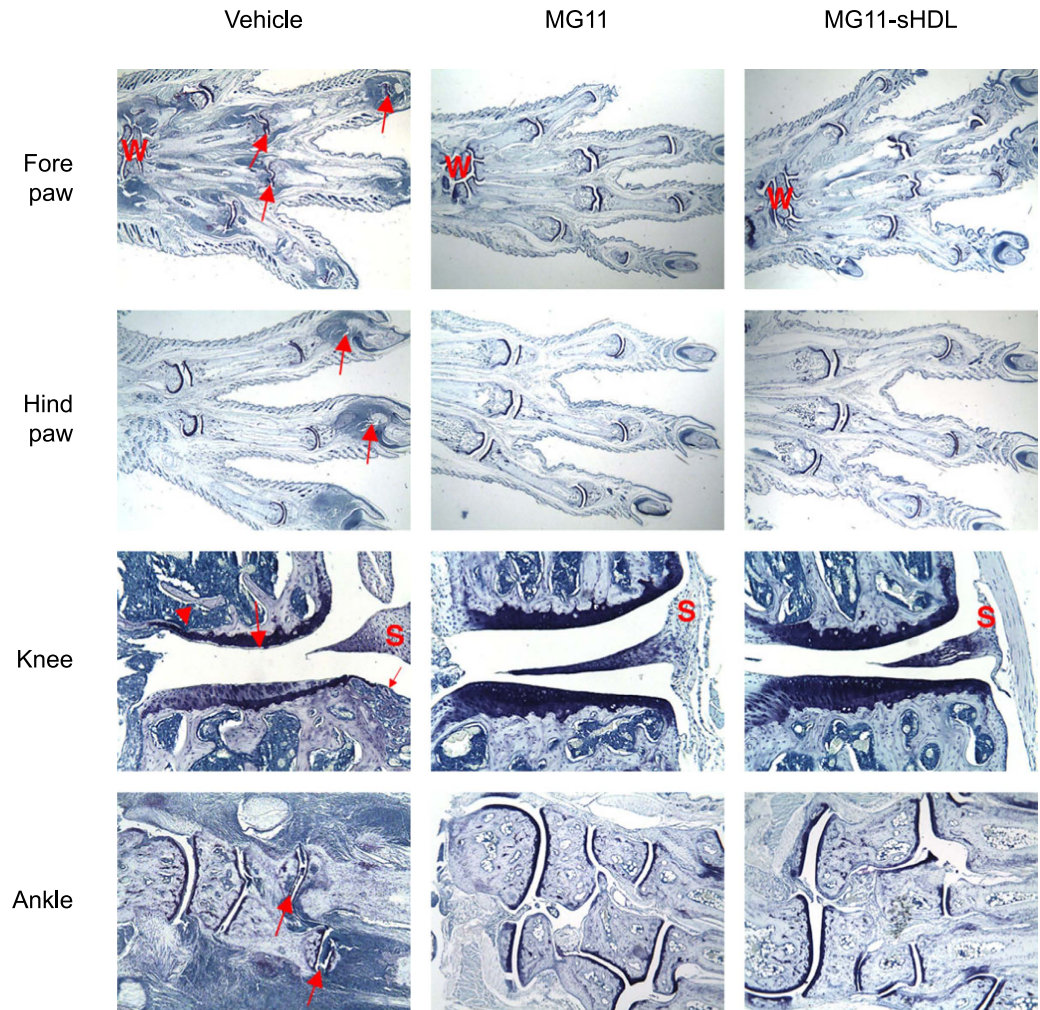 Vehicle MG11 MG11-sHDL
Fore
paw
W W W
Hind
paw
Knee
S S S
Ankle